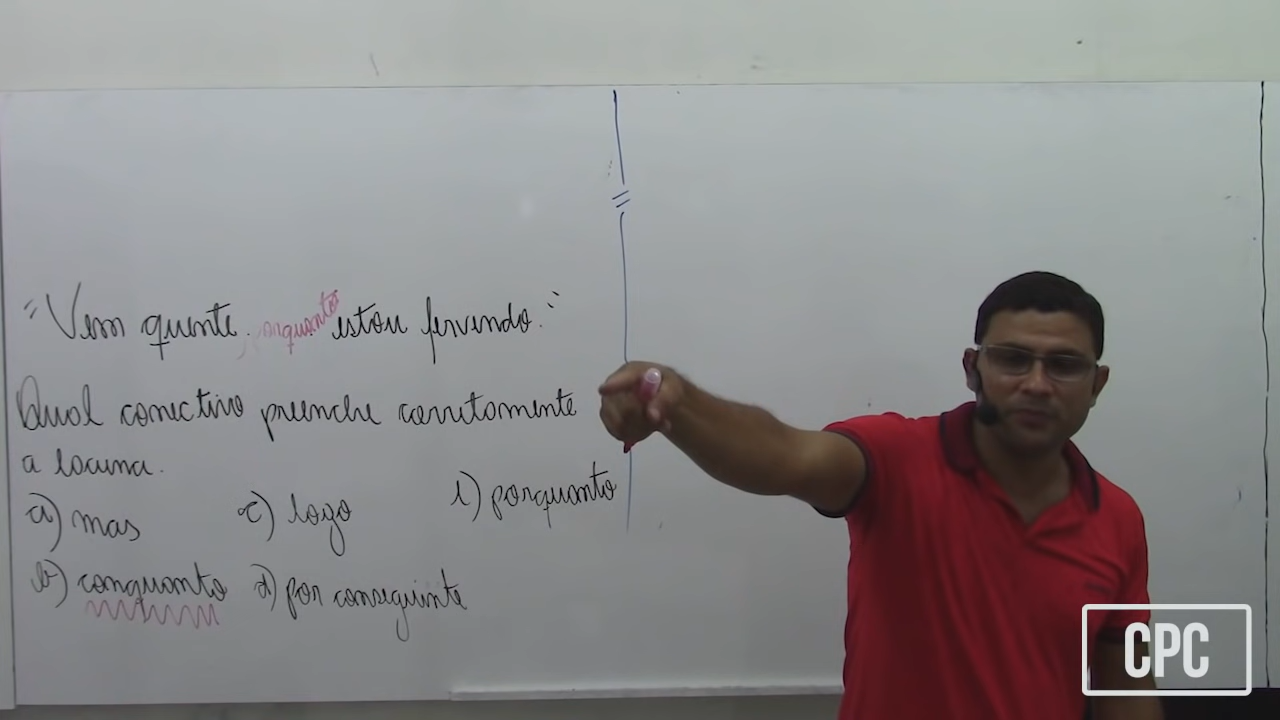 "Vem quente, porquanto estou fervendo."
Qual conectivo preenche corretamente
a lacuna.
a) mas
c) logo
e) porquanto
b) conquanto
d) por conseguinte
CPC